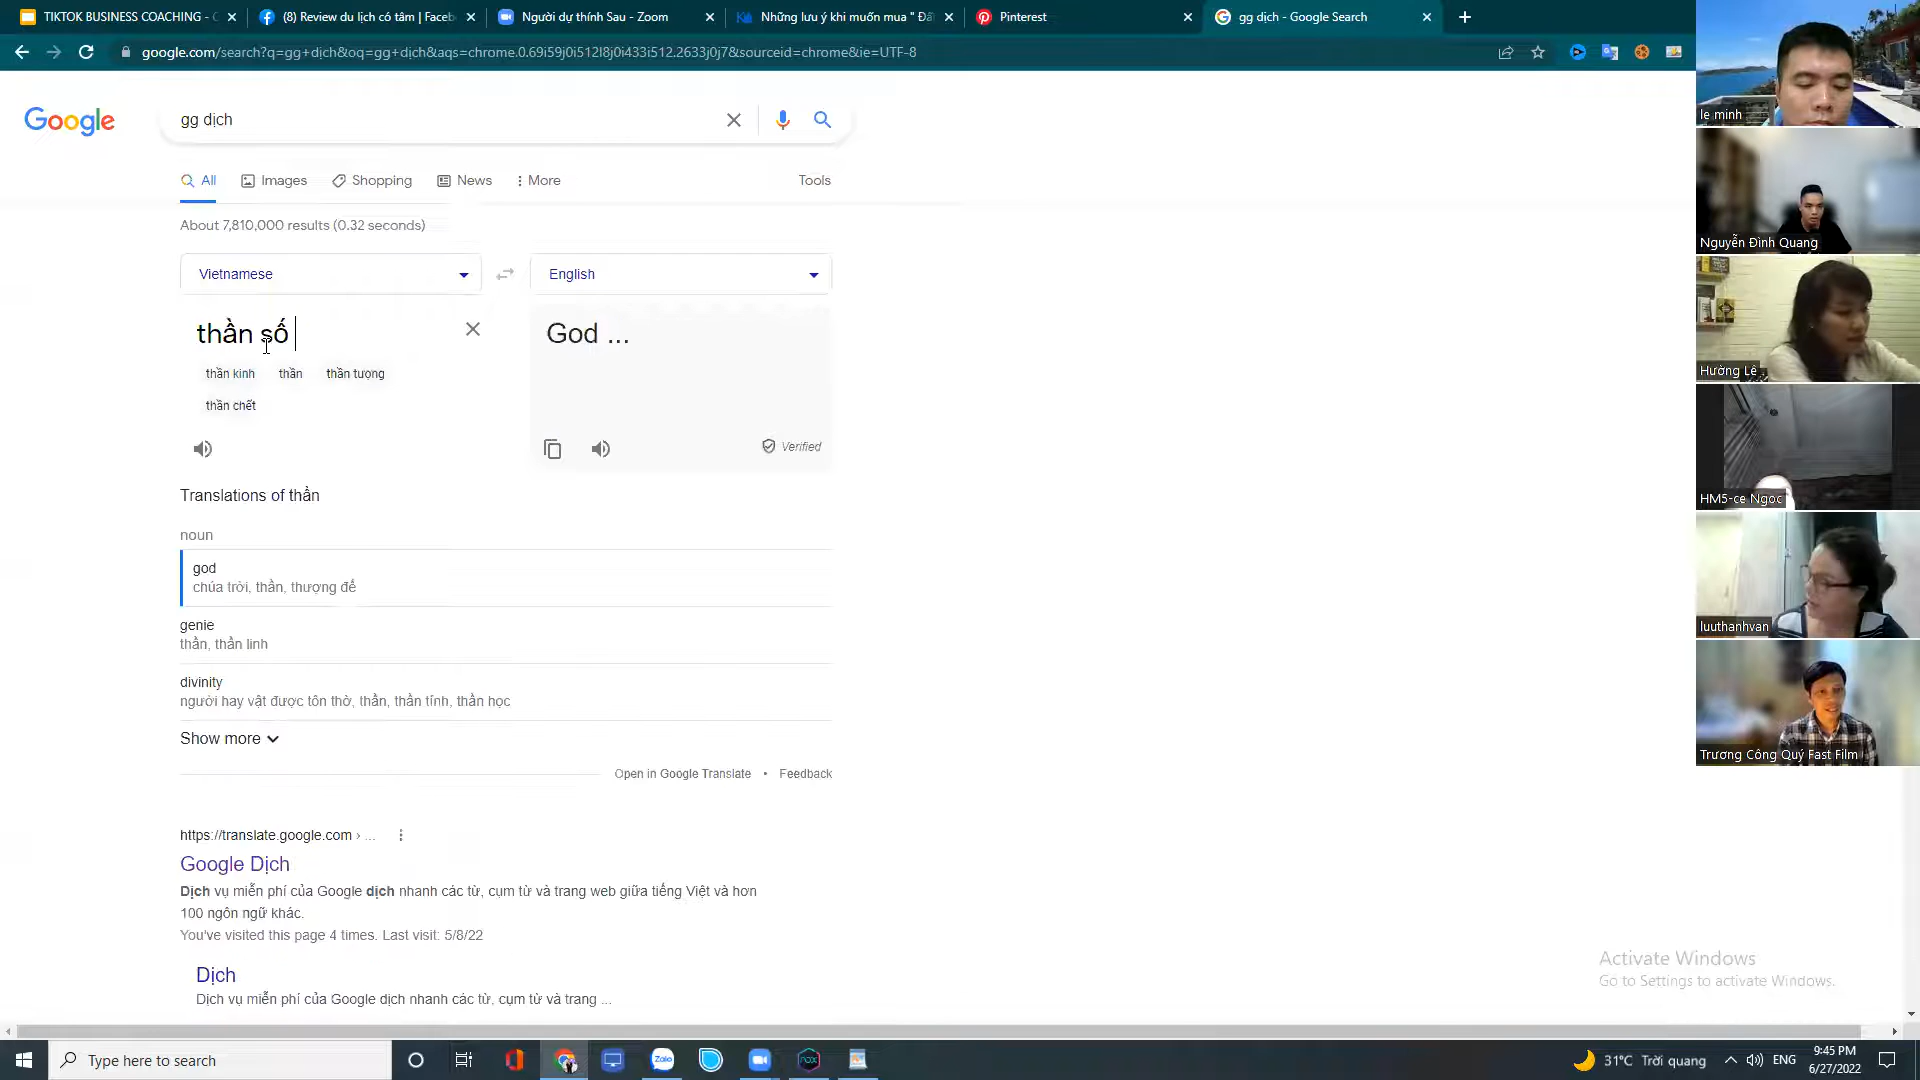 TIKTOK BUSINESS COACHING - C
(8) Review du lịch có tâm | Faceb
Người dự thính Sau - Zoom
Những lưu ý khi muốn mua " Đấ
Pinterest
gg dịch - Google Search
google.com/search?q=gg+dịch&oq=gg+dịch&aqs=chrome.0.69i59j0i512l8j0i433i512.2633j0j7&sourceid=chrome&ie=UTF-8
Google
gg dịch
All
Images
Shopping
News
More
Tools
About 7,810,000 results (0.32 seconds)
Vietnamese
English
thần số
God ...
thần kinh
thần
thần tượng
thần chết
Verified
Translations of thần
noun
god
chúa trời, thần, thượng đế
genie
thần, thần linh
divinity
người hay vật được tôn thờ, thần, thần tính, thần học
Show more
Open in Google Translate • Feedback
https://translate.google.com › ...
Google Dịch
Dịch vụ miễn phí của Google dịch nhanh các từ, cụm từ và trang web giữa tiếng Việt và hơn
100 ngôn ngữ khác.
You've visited this page 4 times. Last visit: 5/8/22
Dịch
Dịch vụ miễn phí của Google dịch nhanh các từ, cụm từ và trang ...
le minh
Nguyễn Đình Quang
Hường Lê
HM5-ce Ngọc
luuthanhvan
Trương Công Quý Fast Film
Activate Windows
Go to Settings to activate Windows.
Type here to search
Zalo
nox
31°C Trời quang
ENG
9:45 PM
6/27/2022